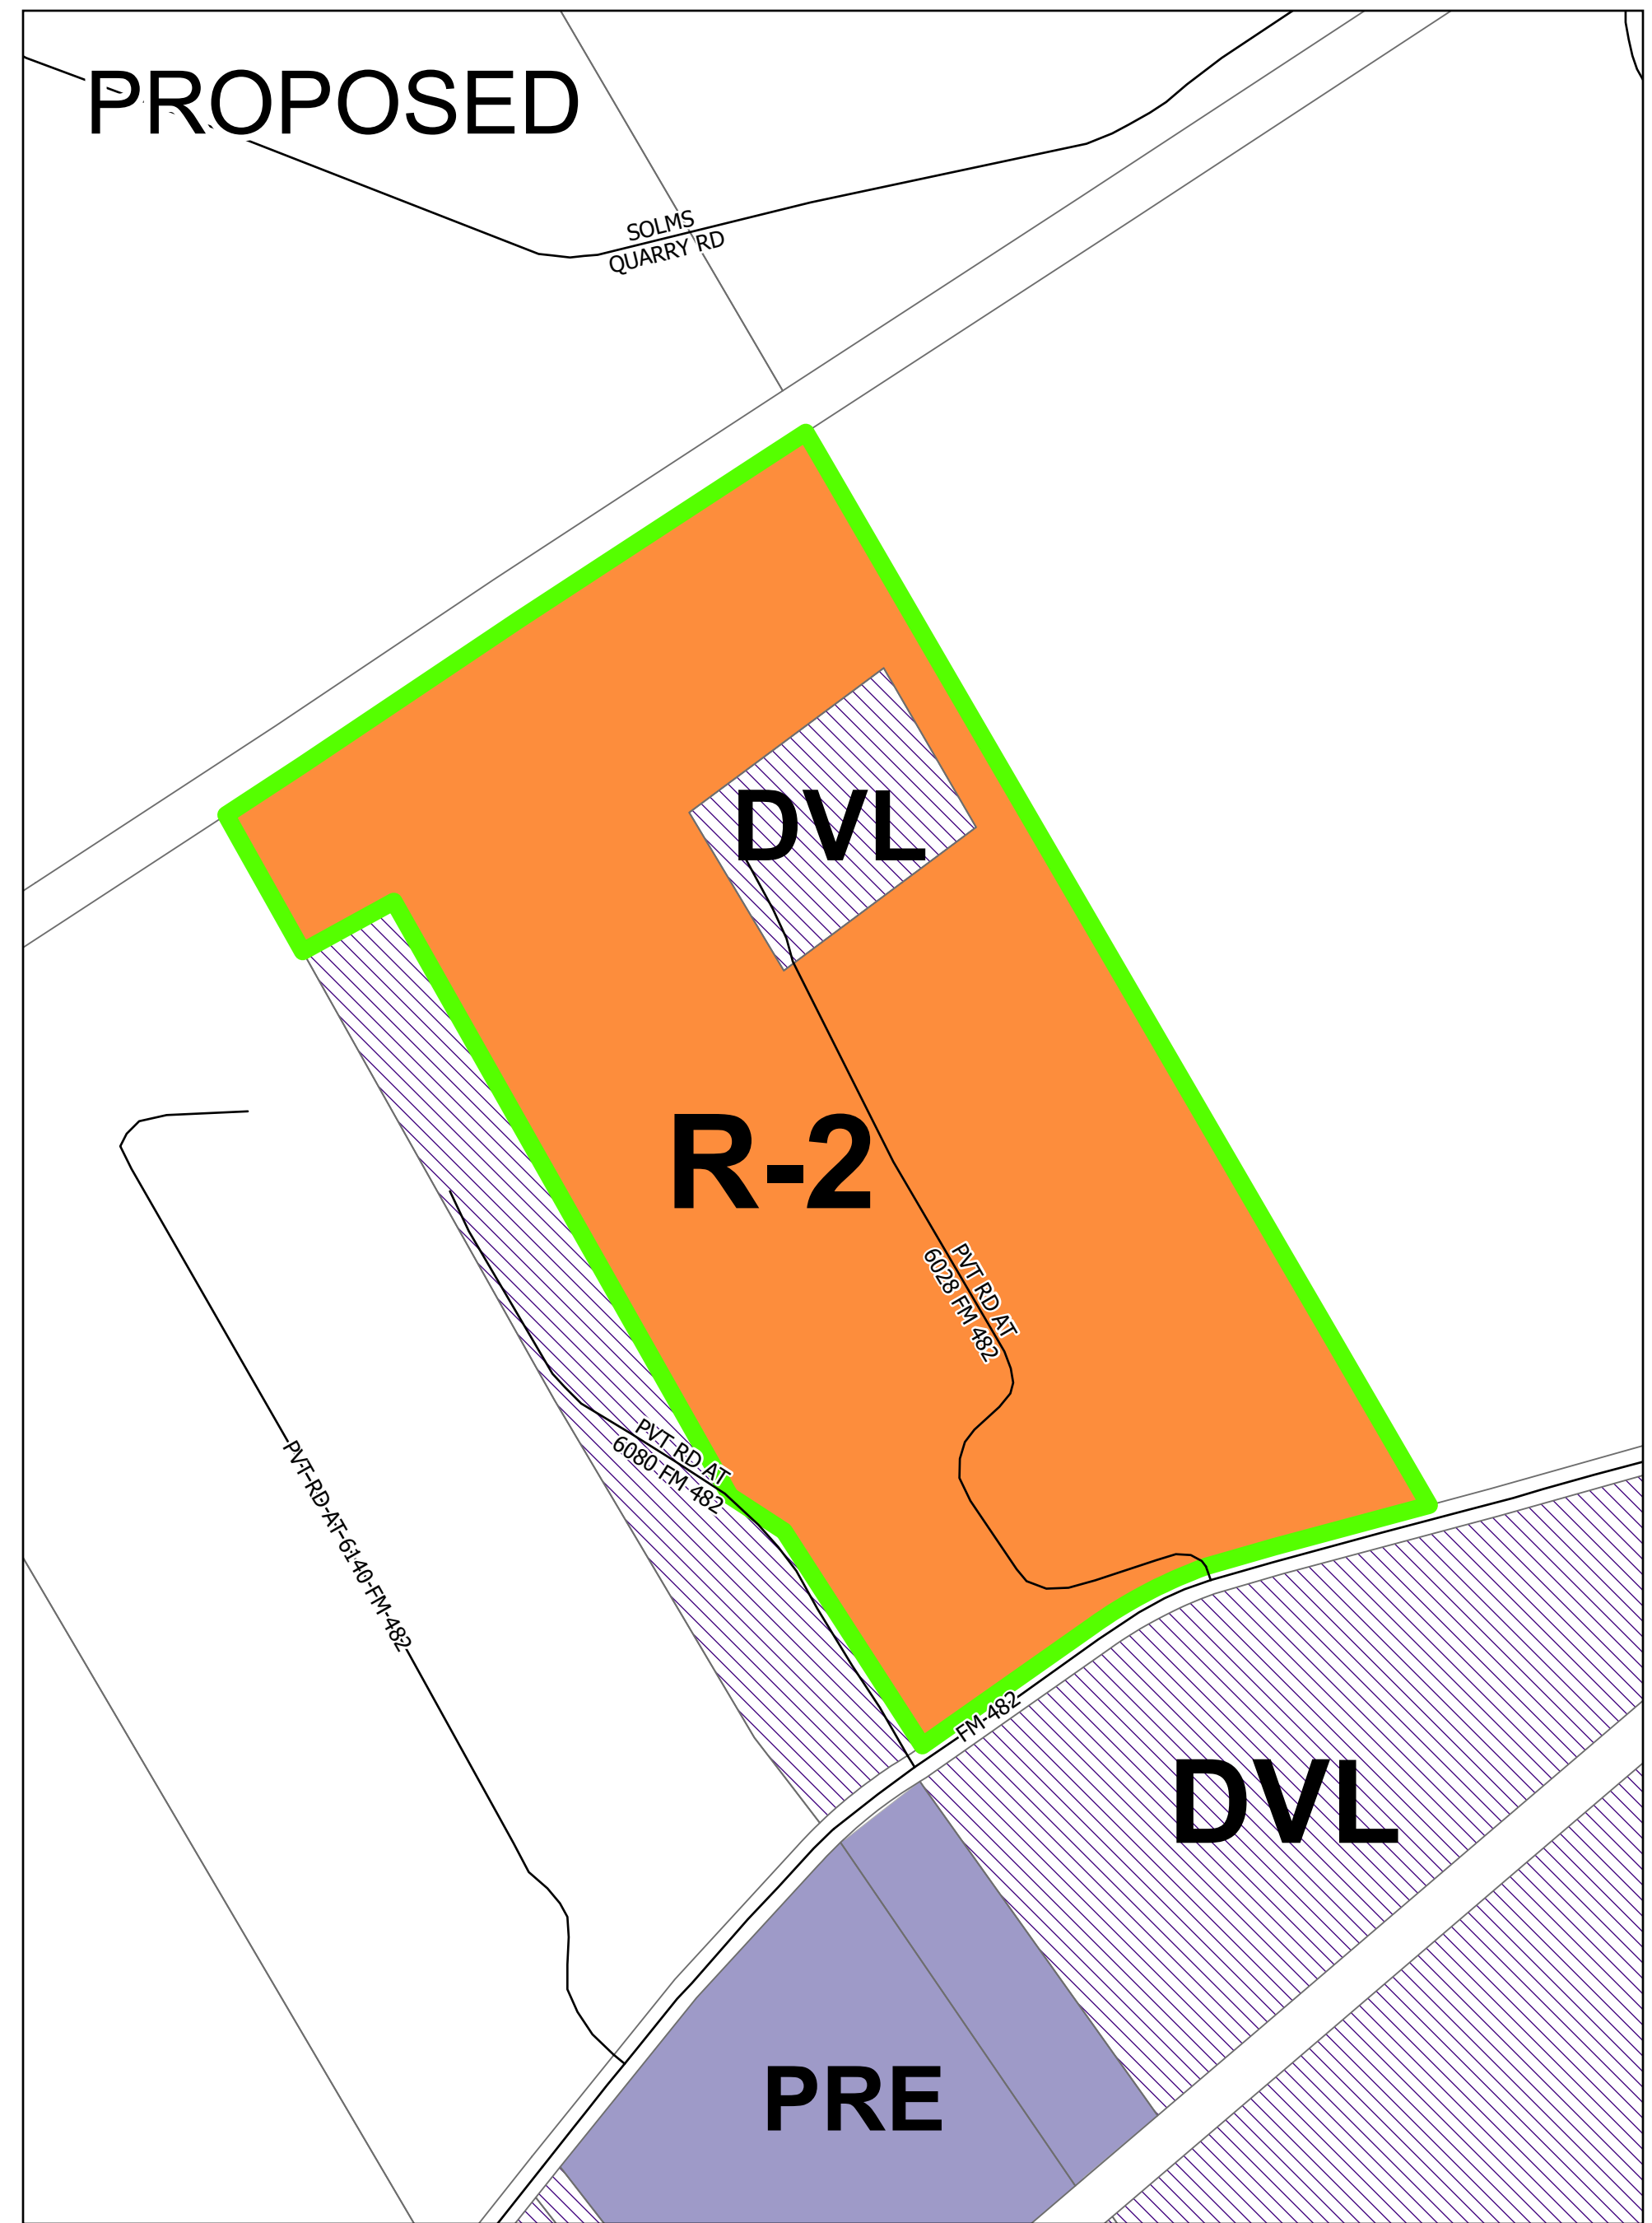 PROPOSED
SOLMS
QUARRY RD
DVL
R-2
PVT RD AT
6028 FM 482
PVT RD AT
6080 FM 482
PVT-RD-AT-6140-FM-482
FM-482
DVL
PRE